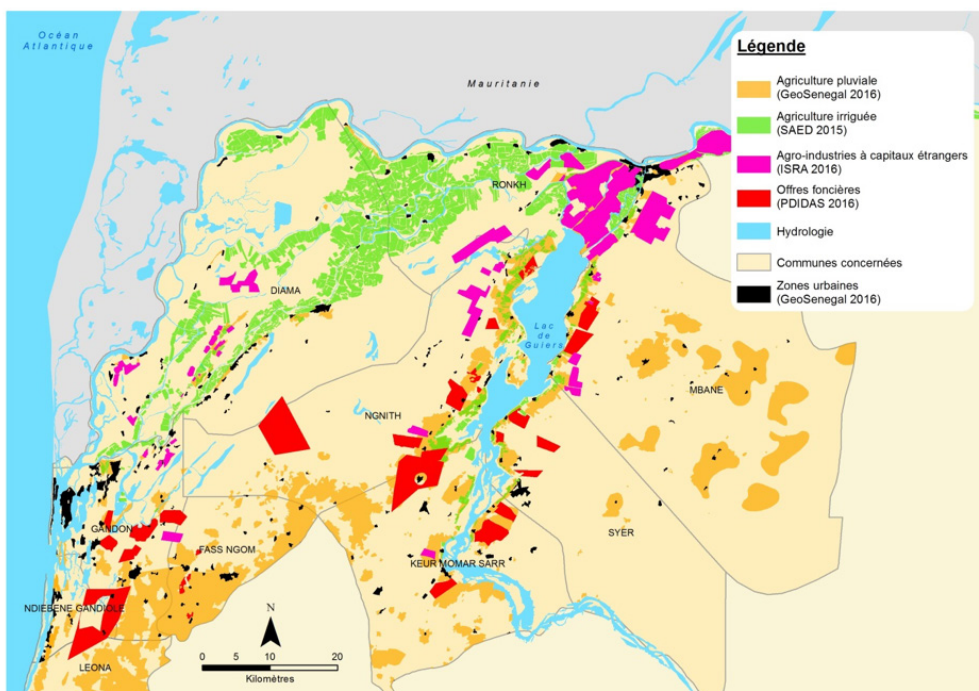 Océan
Atlantique
Mauritanie
Légende
Agriculture pluviale
(GeoSenegal 2016)
Agriculture irriguée
(SAED 2015)
Agro-industries à capitaux étrangers
(ISRA 2016)
Offres foncières
(PDIDAS 2016)
Hydrologie
Communes concernées
Zones urbaines
(GeoSenegal 2016)
RONKH
DIAMA
Lac
de
Guiers
MBANE
NGNITH
GANDON
SYER
FASS NGOM
KEUR MOMAR SARR
NDIEBENE GANDIOLE
LEONA
N
0 5 10 20
Kilomètres